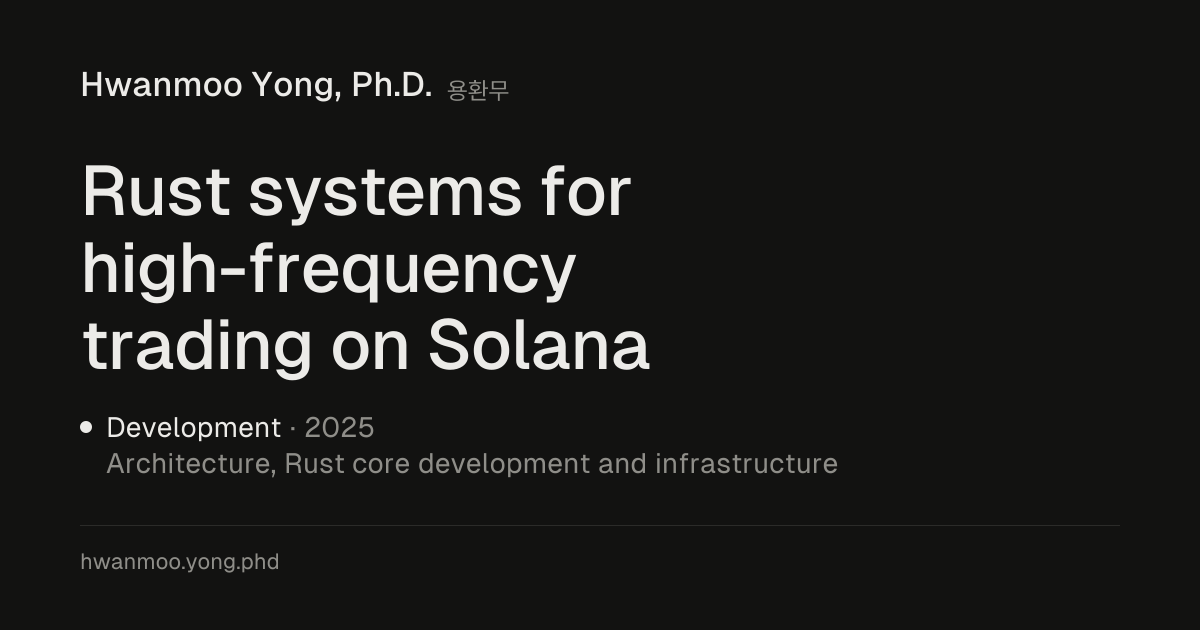 Hwanmoo Yong, Ph.D. 용환무
Rust systems for
high-frequency
trading on Solana
Development · 2025
Architecture, Rust core development and infrastructure
hwanmoo.yong.phd